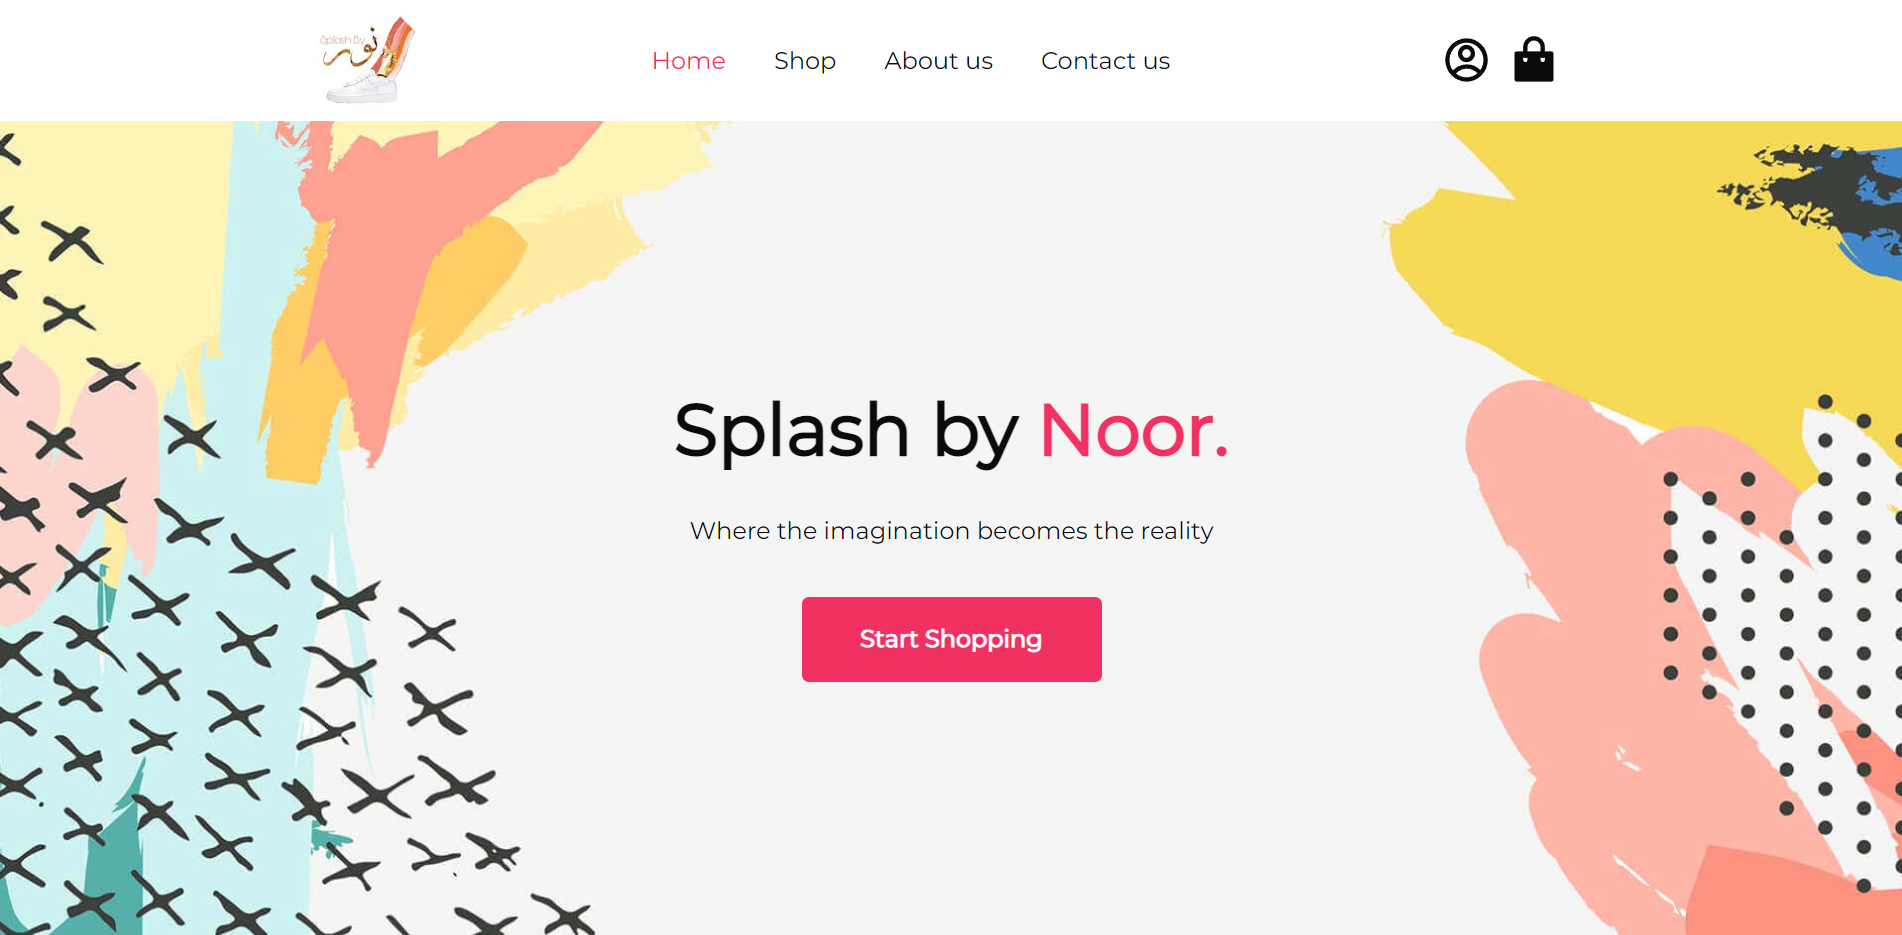 Splash By
نور
Home
Shop
About us
Contact us
Splash by Noor.
Where the imagination becomes the reality
Start Shopping